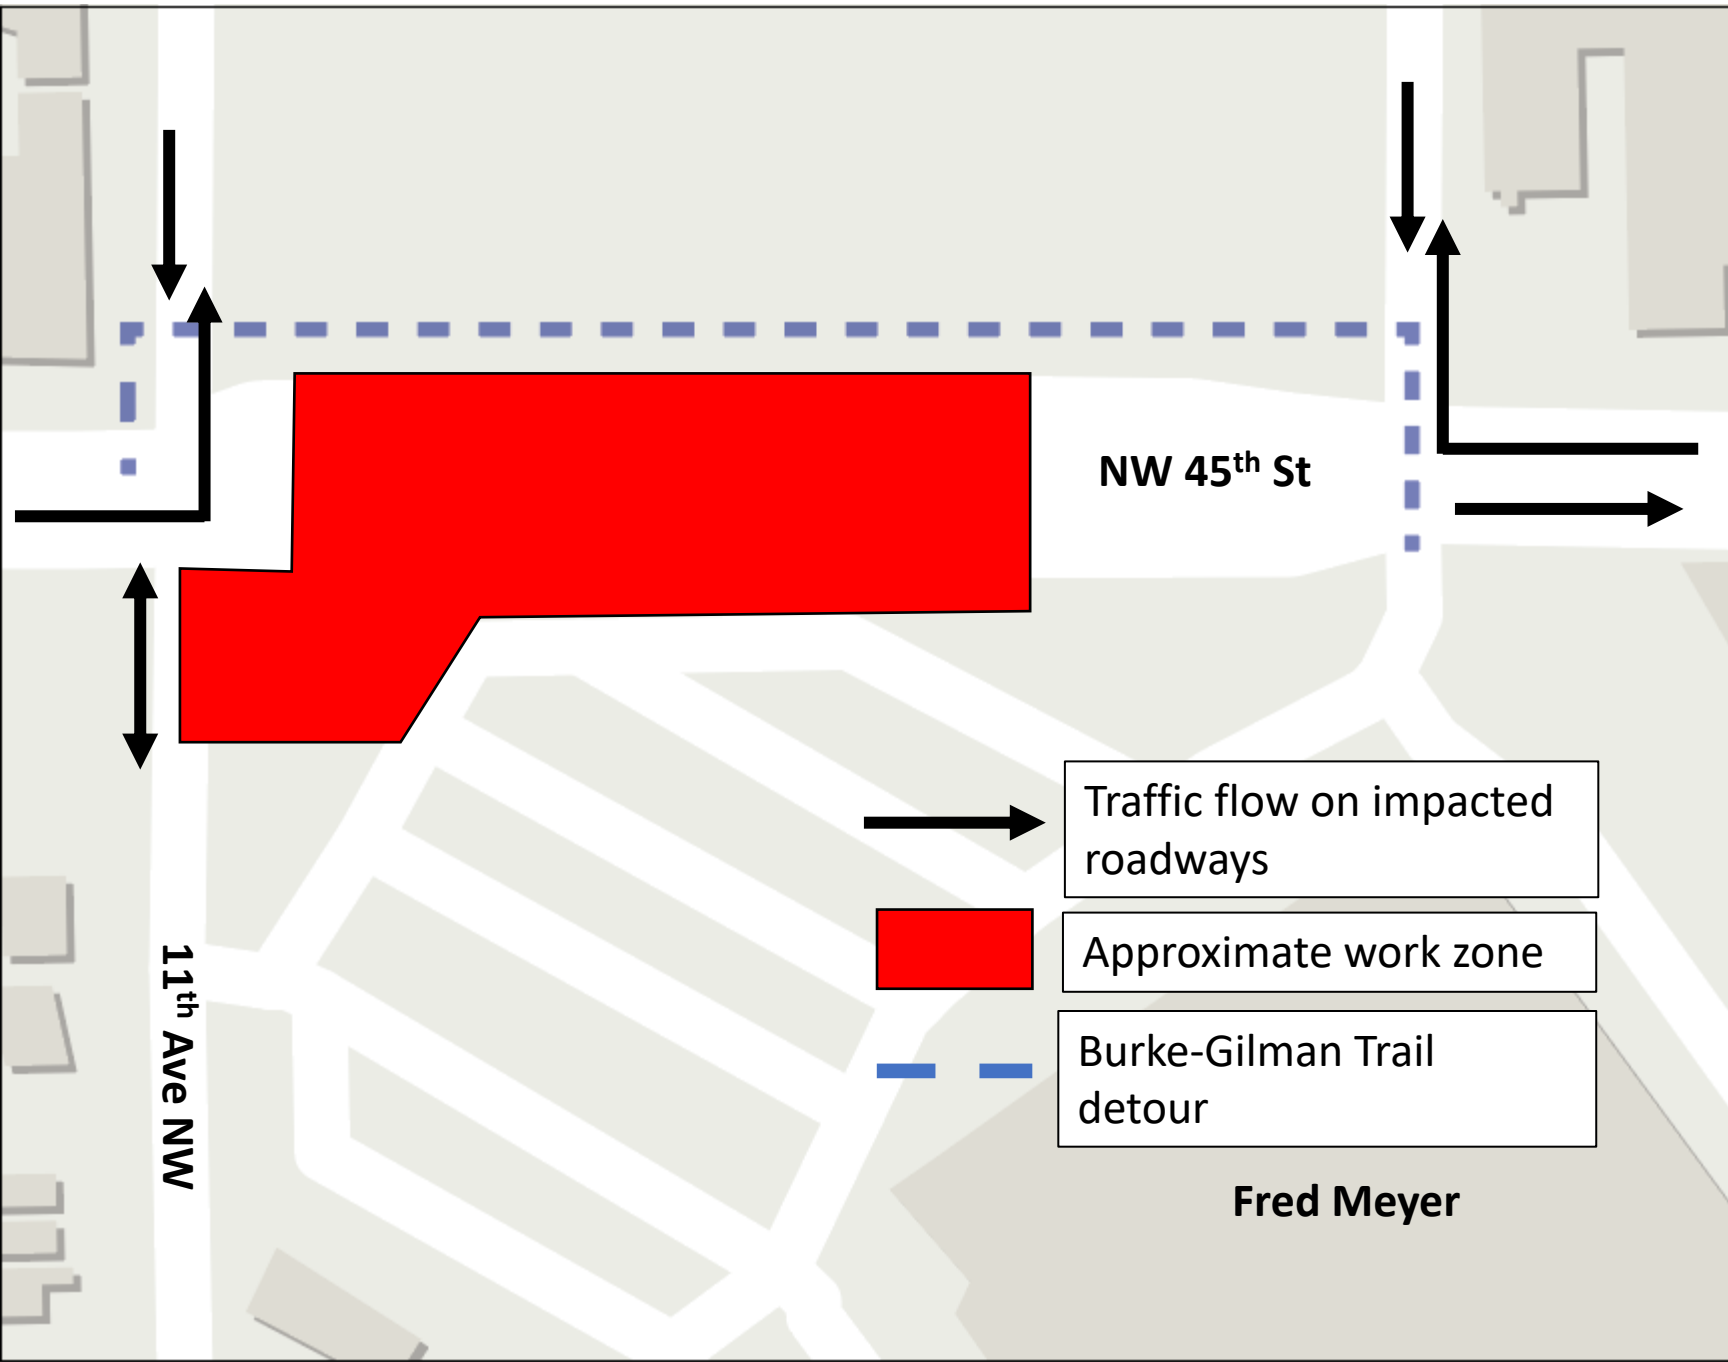 NW 45th St
Traffic flow on impacted
roadways
Approximate work zone
Burke-Gilman Trail
detour
11th Ave NW
Fred Meyer